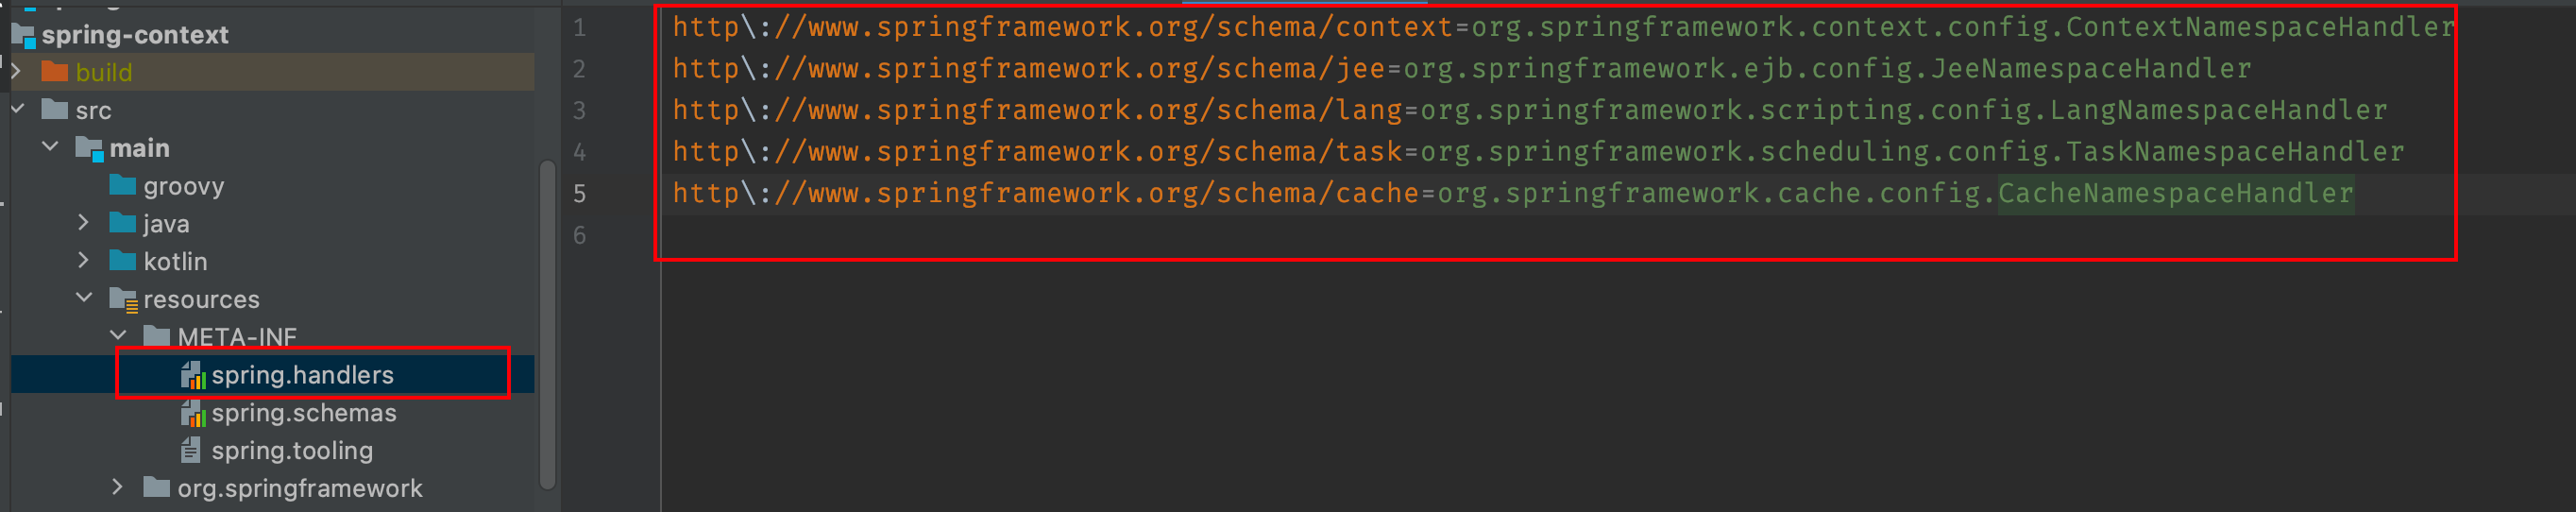 spring-context
build
src
main
groovy
java
kotlin
resources
META-INF
spring.handlers
spring.schemas
spring.tooling
org.springframework
1 http\://www.springframework.org/schema/context=org.springframework.context.config.ContextNamespaceHandler
2 http\://www.springframework.org/schema/jee=org.springframework.ejb.config.JeeNamespaceHandler
3 http\://www.springframework.org/schema/lang=org.springframework.scripting.config.LangNamespaceHandler
4 http\://www.springframework.org/schema/task=org.springframework.scheduling.config.TaskNamespaceHandler
5 http\://www.springframework.org/schema/cache=org.springframework.cache.config.CacheNamespaceHandler
6